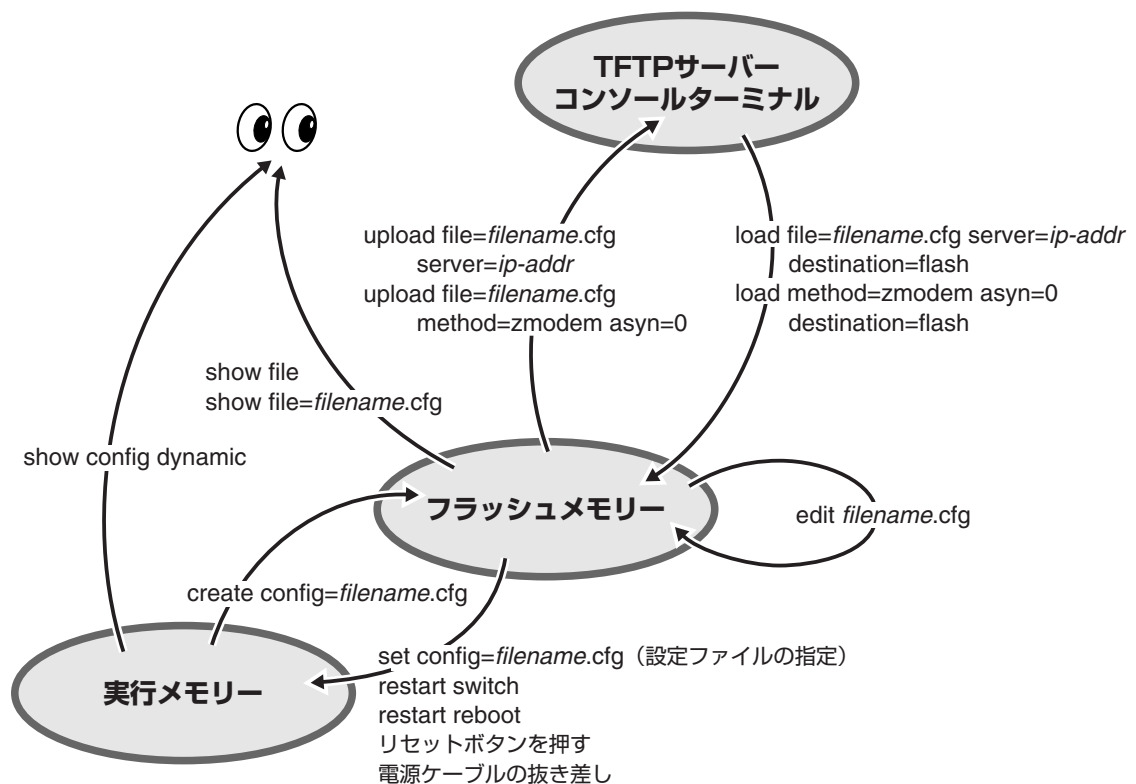 TFTPサーバー
コンソールターミナル
upload file=filename.cfg
server=ip-addr
upload file=filename.cfg
method=zmodem asyn=0
load file=filename.cfg server=ip-addr
destination=flash
load method=zmodem asyn=0
destination=flash
show file
show file=filename.cfg
show config dynamic
フラッシュメモリー
edit filename.cfg
create config=filename.cfg
実行メモリー
set config=filename.cfg（設定ファイルの指定）
restart switch
restart reboot
リセットボタンを押す
電源ケーブルの抜き差し